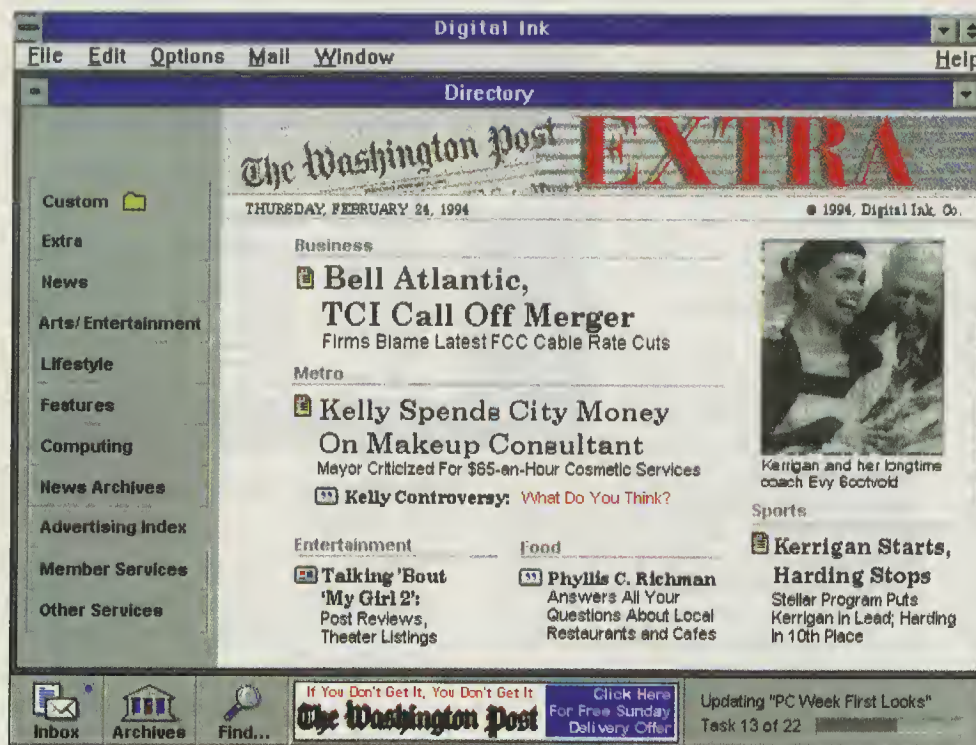 Digital Ink
File Edit Options Mail Window Help
Directory
The Washington Post EXTRA
THURSDAY, FEBRUARY 24, 1994
© 1994, Digital Ink, Co.
Custom
Extra
News
Arts/Entertainment
Lifestyle
Features
Computing
News Archives
Advertising Index
Member Services
Other Services
Business
Bell Atlantic,
TCI Call Off Merger
Firms Blame Latest FCC Cable Rate Cuts
Metro
Kelly Spends City Money
On Makeup Consultant
Mayor Criticized For $65-an-Hour Cosmetic Services
Kelly Controversy: What Do You Think?
Entertainment
Talking 'Bout
'My Girl 2':
Post Reviews,
Theater Listings
Food
Phyllis C. Richman
Answers All Your
Questions About Local
Restaurants and Cafes
Kerrigan and her longtime
coach Evy Scotvold
Sports
Kerrigan Starts,
Harding Stops
Stellar Program Puts
Kerrigan in Lead; Harding
In 10th Place
Inbox
Archives
Find...
If You Don't Get It, You Don't Get It
The Washington Post
Click Here
For Free Sunday
Delivery Offer
Updating "PC Week First Looks"
Task 13 of 22